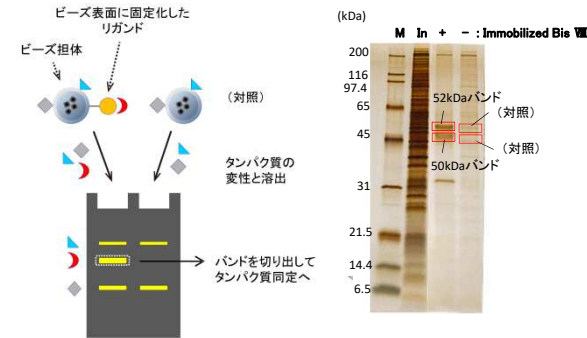 ビーズ表面に固定化した
リガンド
ビーズ担体
(対照)
タンパク質の
変性と溶出
バンドを切り出して
タンパク質同定へ
(kDa)
M In + − : Immobilized Bis Ⅷ
200
116
97.4
65
45
31
21.5
14.4
6.5
52kDaバンド
(対照)
(対照)
50kDaバンド